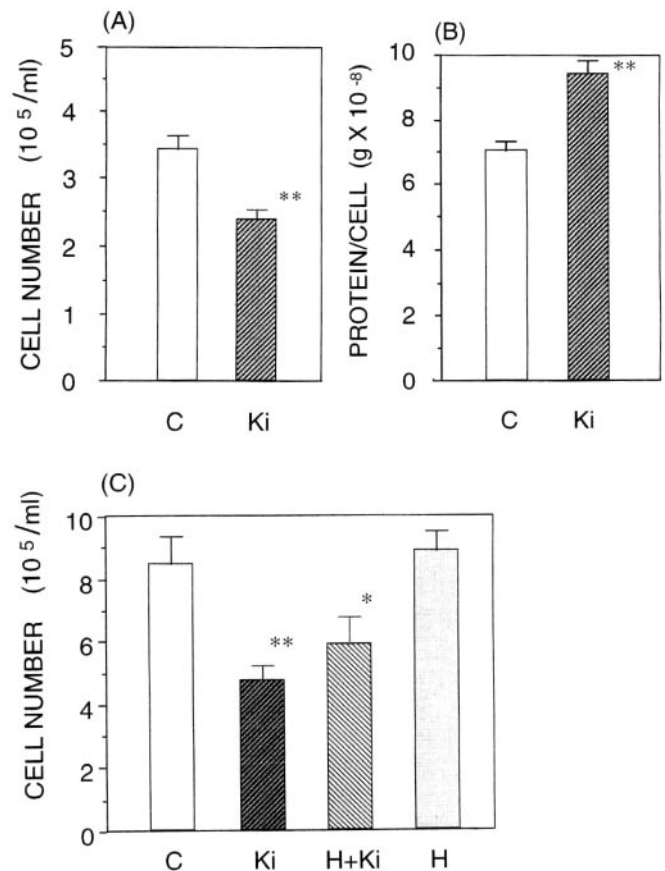 (A)
CELL NUMBER (10 5 /ml)
5
4
3
2
1
0
**
C Ki
(B)
PROTEIN/CELL (g X 10 -8)
10
8
6
4
2
0
**
C Ki
(C)
CELL NUMBER (10 5 /ml)
10
8
6
4
2
0
**
*
C Ki H+Ki H